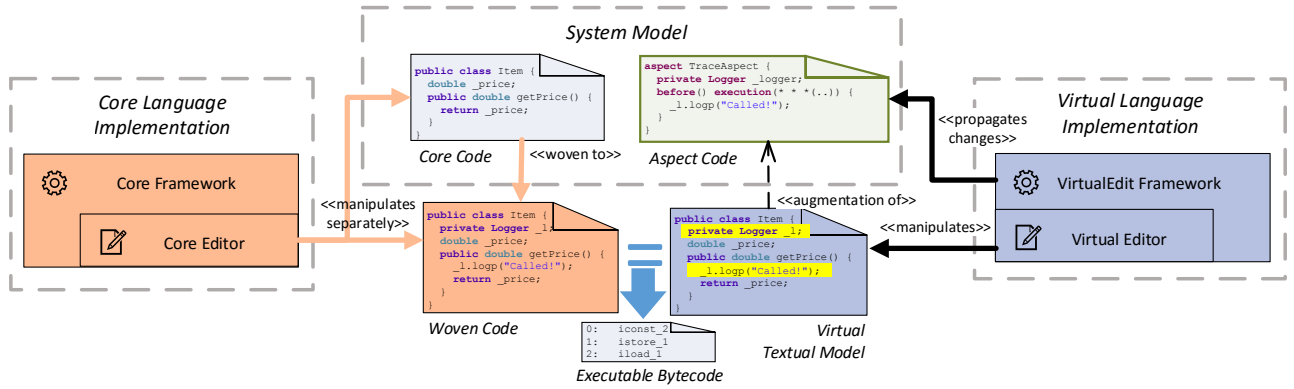 System Model
Core Language
Implementation
Core Framework
Core Editor
<<manipulates
separately>>
public class Item {
double _price;
public double getPrice() {
return _price;
}
}
Core Code
<<woven to>>
aspect TraceAspect {
private Logger _logger;
before() execution(* * *(..)) {
_l.logp("Called!");
}
}
Aspect Code
<<augmentation of>>
public class Item {
private Logger _l;
double _price;
public double getPrice() {
_l.logp("Called!");
return _price;
}
}
Woven Code
public class Item {
private Logger _l;
double _price;
public double getPrice() {
_l.logp("Called!");
return _price;
}
}
Virtual
Textual Model
0: iconst_2
1: istore_1
2: iload_1
Executable Bytecode
<<propagates
changes>>
<<manipulates>>
Virtual Language
Implementation
VirtualEdit Framework
Virtual Editor